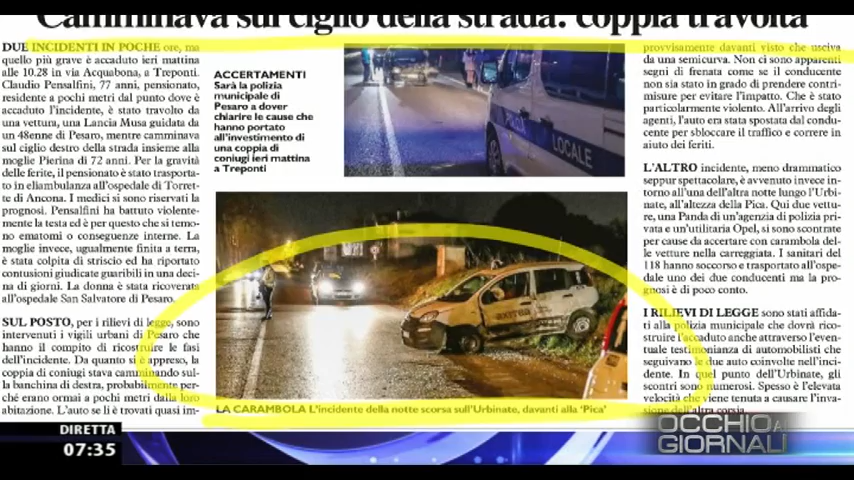 Camminava sul ciglio della strada: coppia travolta
DUE INCIDENTI IN POCHE ore, ma
quello più grave è accaduto ieri mattina
alle 10.28 in via Acquabona, a Treponti.
Claudio Pensalfini, 77 anni, pensionato,
residente a pochi metri dal punto dove è
accaduto l'incidente, è stato travolto da
una vettura, una Lancia Musa guidata da
un 48enne di Pesaro, mentre camminava
sul ciglio destro della strada insieme alla
moglie Pierina di 72 anni. Per la gravità
delle ferite, il pensionato è stato trasporta-
to in eliambulanza all'ospedale di Torret-
te di Ancona. I medici si sono riservati la
prognosi. Pensalfini ha battuto violente-
mente la testa ed è per questo che si temo-
no ematomi o conseguenze interne. La
moglie invece, ugualmente finita a terra,
è stata colpita di striscio ed ha riportato
contusioni giudicate guaribili in una deci-
na di giorni. La donna è stata ricoverata
all'ospedale San Salvatore di Pesaro.
SUL POSTO, per i rilievi di legge, sono
intervenuti i vigili urbani di Pesaro che
hanno il compito di ricostruire le fasi
dell'incidente. Da quanto si è appreso, la
coppia di coniugi stava camminando sul-
la banchina di destra, probabilmente per-
ché erano ormai a pochi metri dalla loro
abitazione. L'auto se li è trovati quasi im-
ACCERTAMENTI
Sarà la polizia
municipale di
Pesaro a dover
chiarire le cause che
hanno portato
all'investimento di
una coppia di
coniugi ieri mattina
a Treponti
LOCALE
LA CARAMBOLA L'incidente della notte scorsa sull'Urbinate, davanti alla 'Pica'
provvisamente davanti visto che usciva
da una semicurva. Non ci sono apparenti
segni di frenata come se il conducente
non sia stato in grado di prendere contri-
misure per evitare l'impatto. Che è stato
particolarmente violento. All'arrivo degli
agenti, l'auto era stata spostata dal condu-
cente per sbloccare il traffico e correre in
aiuto dei feriti.
L'ALTRO incidente, meno drammatico
seppur spettacolare, è avvenuto invece in-
torno all'una dell'altra notte lungo l'Urbi-
nate, all'altezza della Pica. Qui due vettu-
re, una Panda di un'agenzia di polizia pri-
vata e un'utilitaria Opel, si sono scontrate
per cause da accertare con carambola del-
le vetture nella carreggiata. I sanitari del
118 hanno soccorso e trasportato all'ospe-
dale uno dei due conducenti ma la pro-
gnosi è di poco conto.
I RILIEVI DI LEGGE sono stati affida-
ti alla polizia municipale che dovrà rico-
struire l'accaduto anche attraverso l'even-
tuale testimonianza di automobilisti che
seguivano le due auto coinvolte nell'inci-
dente. In quel punto dell'Urbinate, gli
scontri sono numerosi. Spesso è l'elevata
velocità che viene tenuta a causare l'inva-
sione dell'altra corsia.
DIRETTA
07:35
OCCHIO AI
GIORNALI